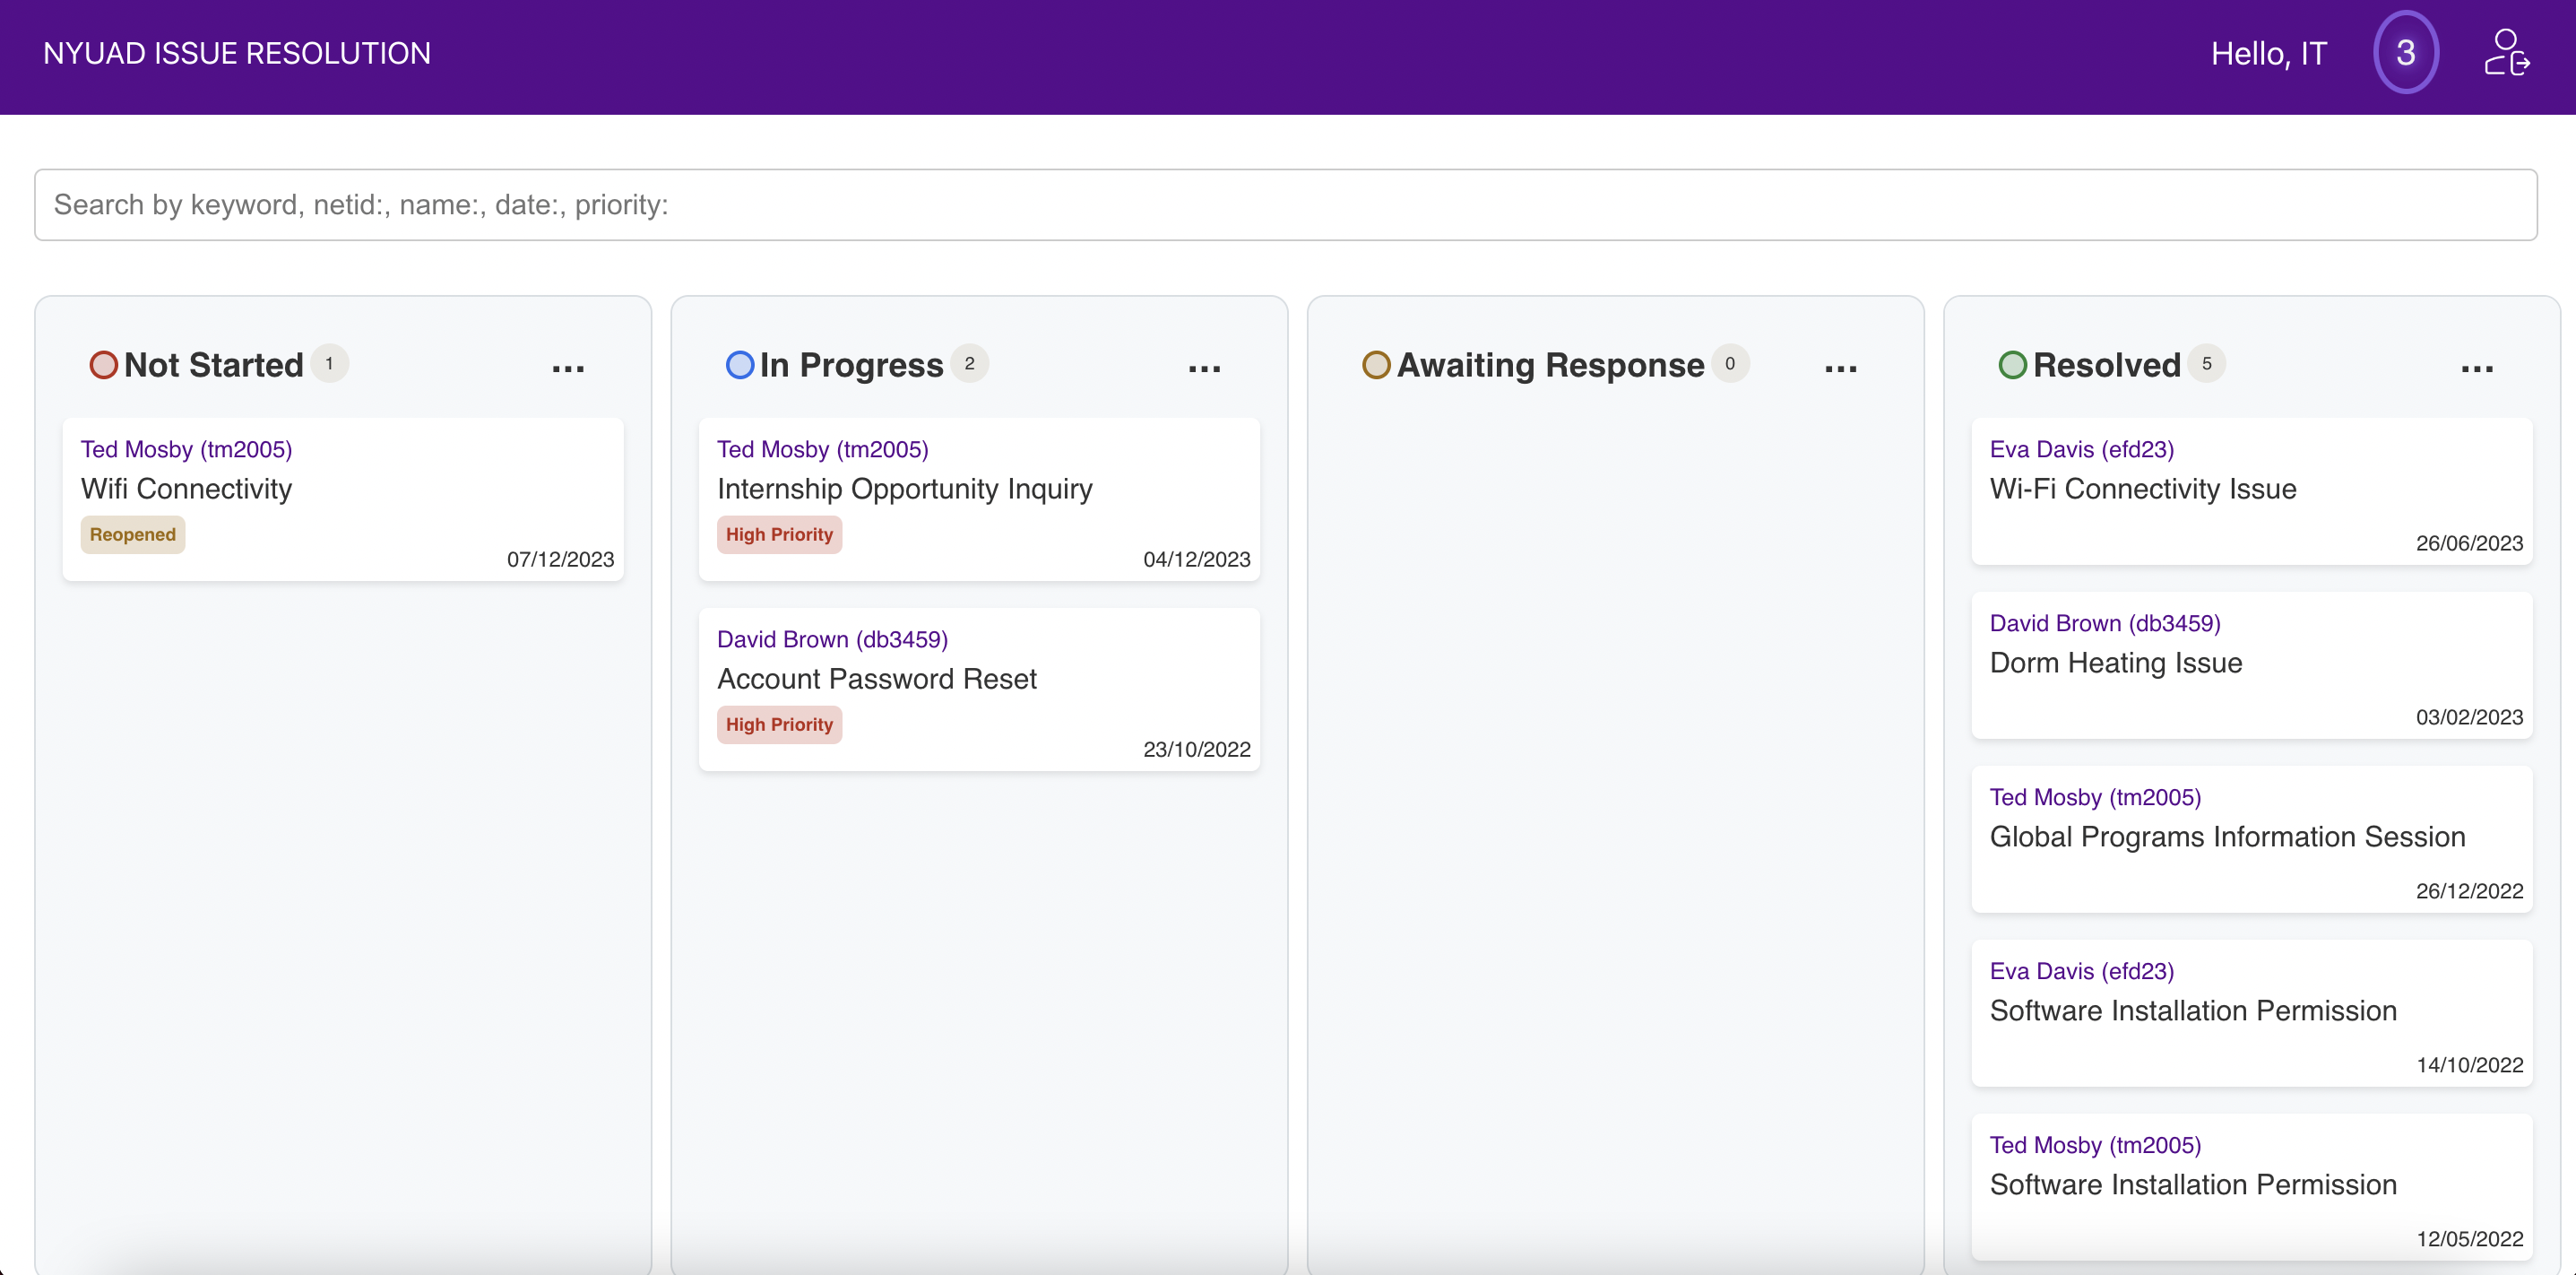 NYUAD ISSUE RESOLUTION
Hello, IT
3
Search by keyword, netid:, name:, date:, priority:
Not Started 1 ...
Ted Mosby (tm2005)
Wifi Connectivity
Reopened
07/12/2023
In Progress 2 ...
Ted Mosby (tm2005)
Internship Opportunity Inquiry
High Priority
04/12/2023
David Brown (db3459)
Account Password Reset
High Priority
23/10/2022
Awaiting Response 0 ...
Resolved 5 ...
Eva Davis (efd23)
Wi-Fi Connectivity Issue
26/06/2023
David Brown (db3459)
Dorm Heating Issue
03/02/2023
Ted Mosby (tm2005)
Global Programs Information Session
26/12/2022
Eva Davis (efd23)
Software Installation Permission
14/10/2022
Ted Mosby (tm2005)
Software Installation Permission
12/05/2022